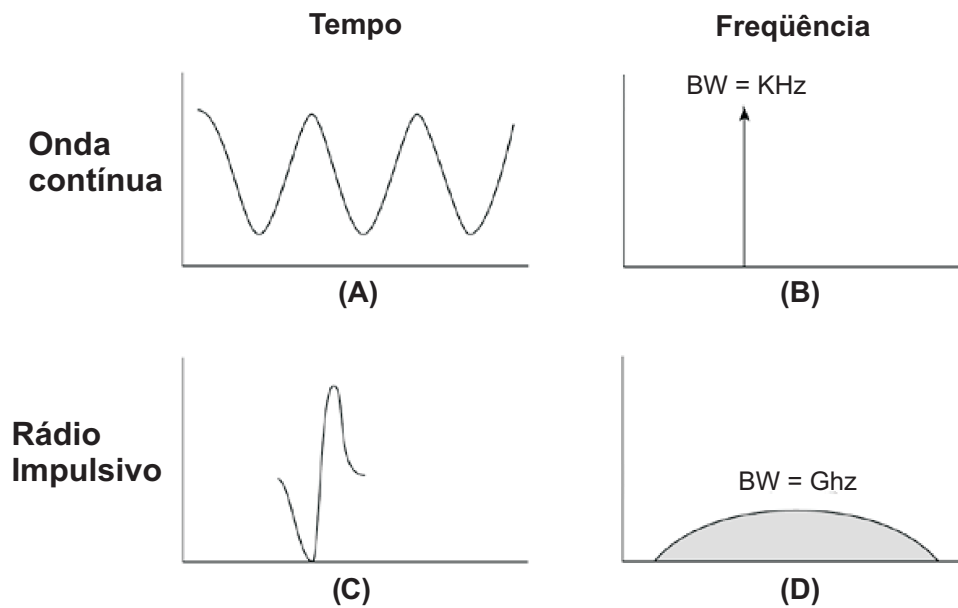 Tempo
Freqüência
BW = KHz
Onda
contínua
(A)
(B)
Rádio
Impulsivo
BW = Ghz
(C)
(D)